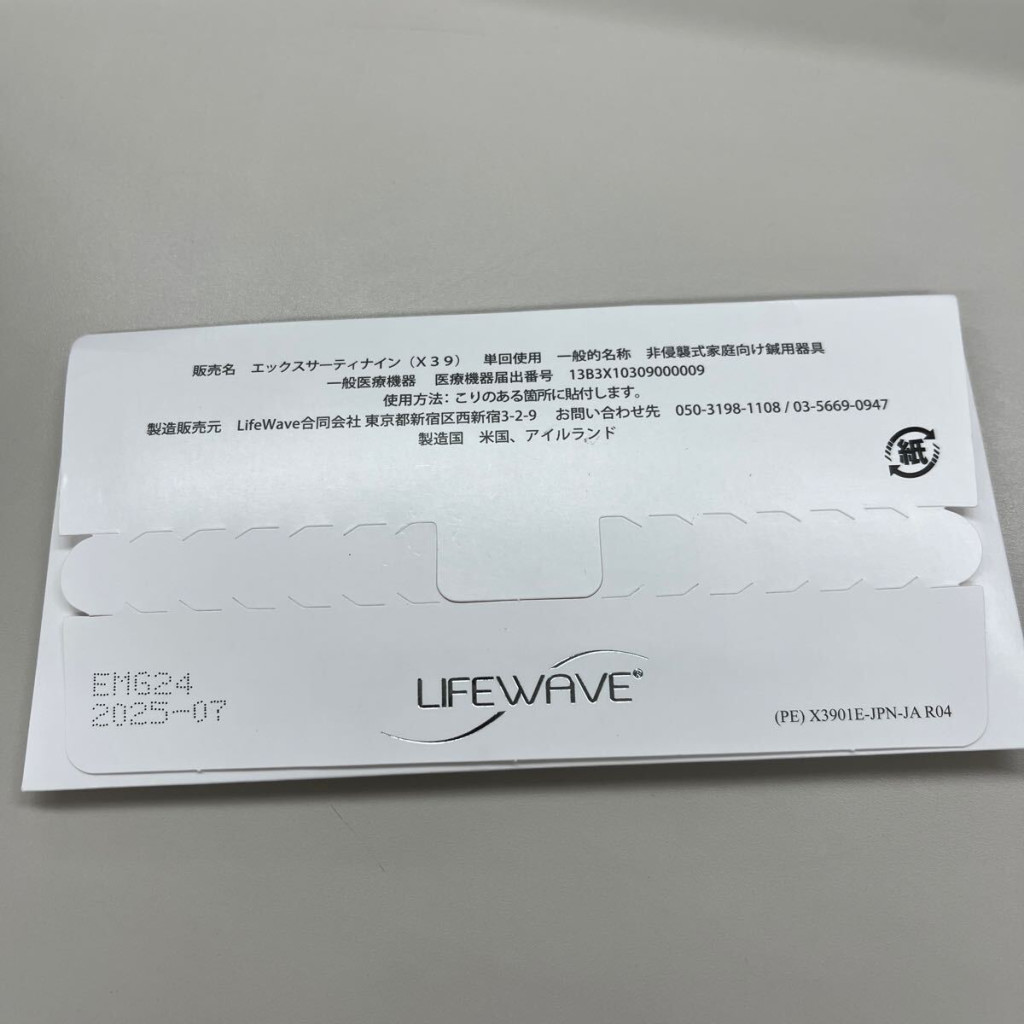 販売名 エックスサーティナイン（X39） 単回使用 一般的名称 非侵襲式家庭向け鍼用器具
一般医療機器 医療機器届出番号 13B3X10309000009
使用方法：こりのある箇所に貼付します。
製造販売元 LifeWave合同会社 東京都新宿区西新宿3-2-9 お問い合わせ先 050-3198-1108 / 03-5669-0947
製造国 米国、アイルランド
紙
LIFEWAVE®
EM624
2025-07
(PE) X3901E-JPN-JA R04